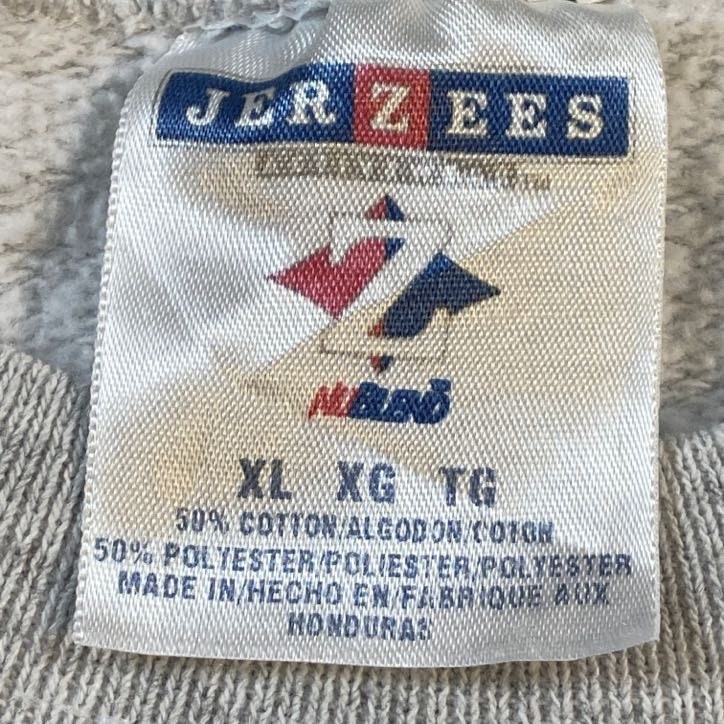 JERZEES
Z
NUBLEND
XL XG TG
50% COTTON/ALGODON/COTON
50% POLYESTER/POLIESTER/POLYESTER
MADE IN/HECHO EN/FABRIQUE AUX
HONDURAS